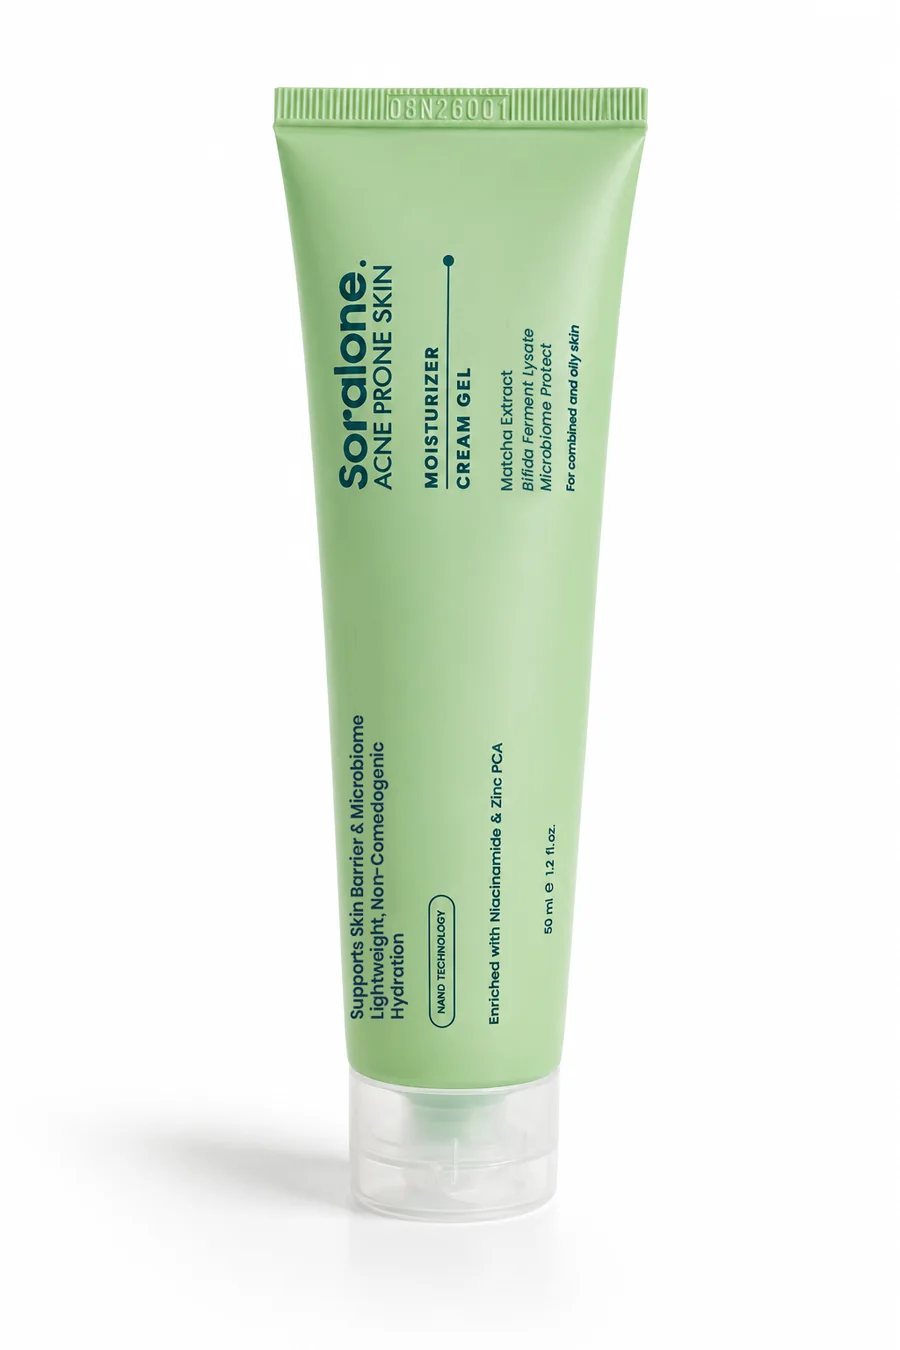 08N26001
Soralone.
ACNE PRONE SKIN
MOISTURIZER
CREAM GEL
Matcha Extract
Bifida Ferment Lysate
Microbiome Protect
For combined and oily skin
Supports Skin Barrier & Microbiome
Lightweight, Non-Comedogenic
Hydration
NANO TECHNOLOGY
Enriched with Niacinamide & Zinc PCA
50 ml e 1.2 fl.oz.